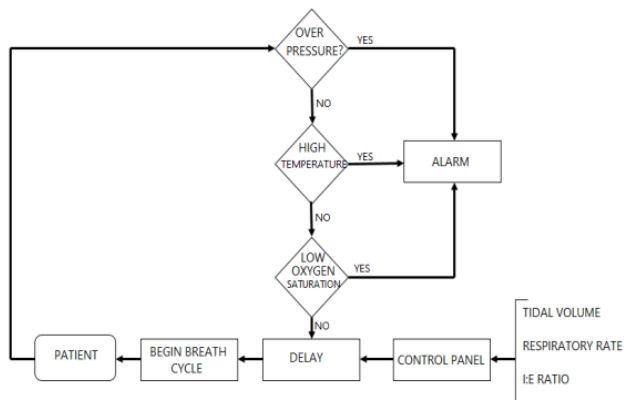 OVER
PRESSURE?
YES
NO
HIGH
TEMPERATURE
YES
ALARM
NO
LOW
OXYGEN
SATURATION
YES
NO
TIDAL VOLUME
RESPIRATORY RATE
I:E RATIO
PATIENT
BEGIN BREATH
CYCLE
DELAY
CONTROL PANEL